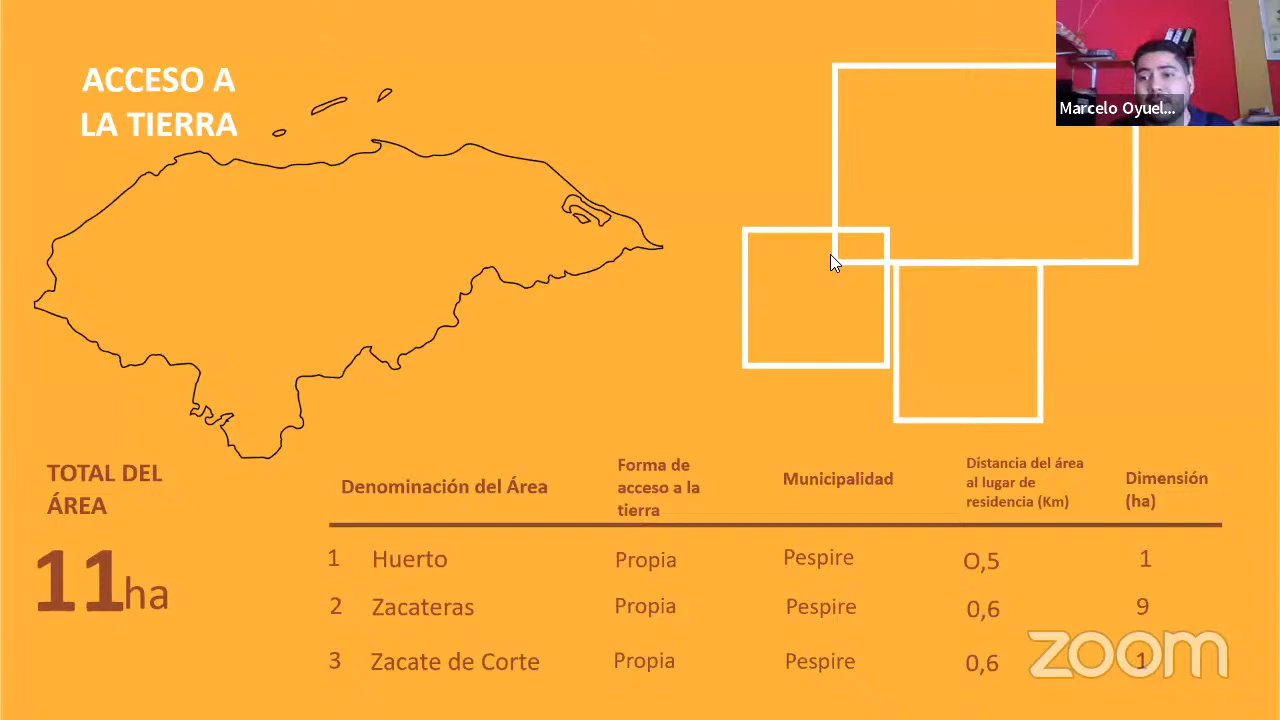 ACCESO A
LA TIERRA
Marcelo Oyuel...
TOTAL DEL
ÁREA
11ha
Denominación del Área
Forma de
acceso a la
tierra
Municipalidad
Distancia del área
al lugar de
residencia (Km)
Dimensión
(ha)
1 Huerto Propia Pespire O,5 1
2 Zacateras Propia Pespire 0,6 9
3 Zacate de Corte Propia Pespire 0,6 1
zoom